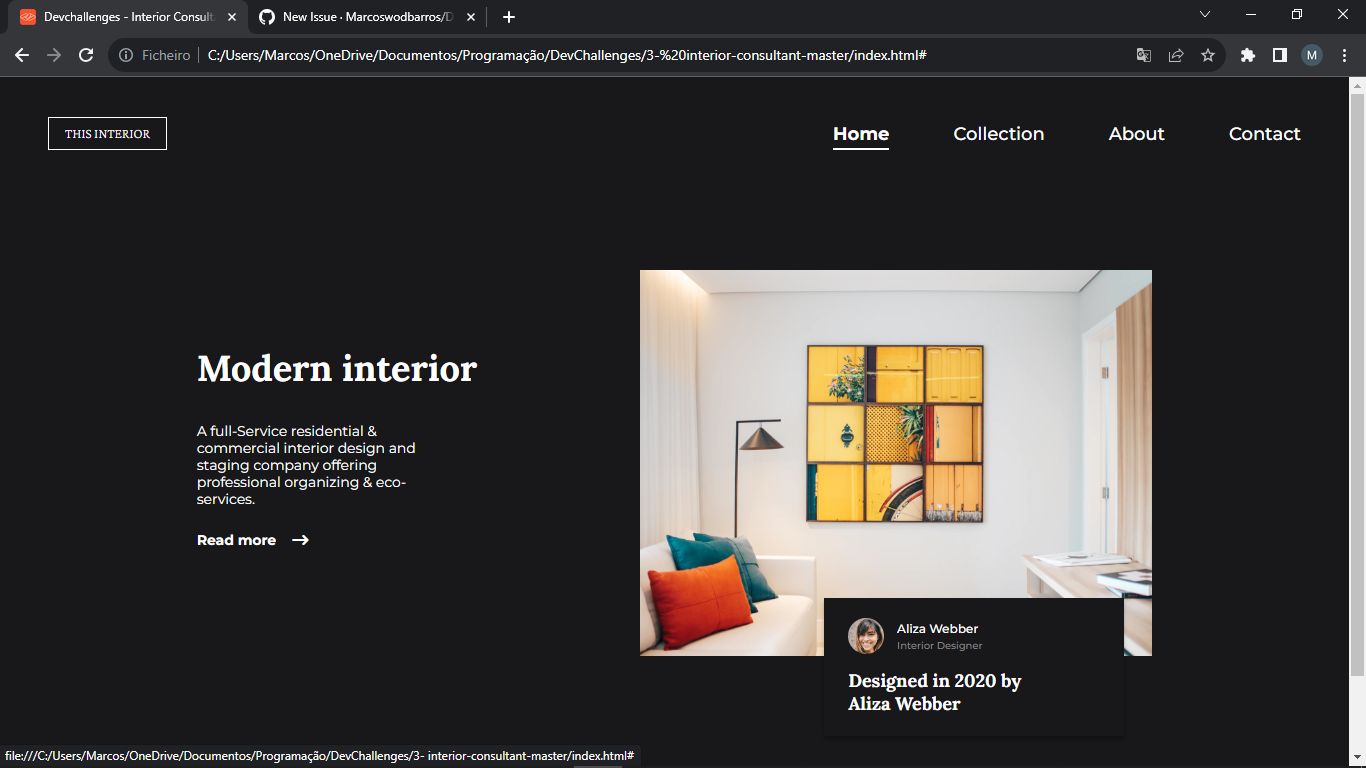 Devchallenges - Interior Consult
New Issue · Marcoswodbarros/D
Ficheiro
C:/Users/Marcos/OneDrive/Documentos/Programação/DevChallenges/3-%20interior-consultant-master/index.html#
M
THIS INTERIOR
Home
Collection
About
Contact
Modern interior
A full-Service residential &
commercial interior design and
staging company offering
professional organizing & eco-
services.
Read more
Aliza Webber
Interior Designer
Designed in 2020 by
Aliza Webber
file:///C:/Users/Marcos/OneDrive/Documentos/Programação/DevChallenges/3- interior-consultant-master/index.html#